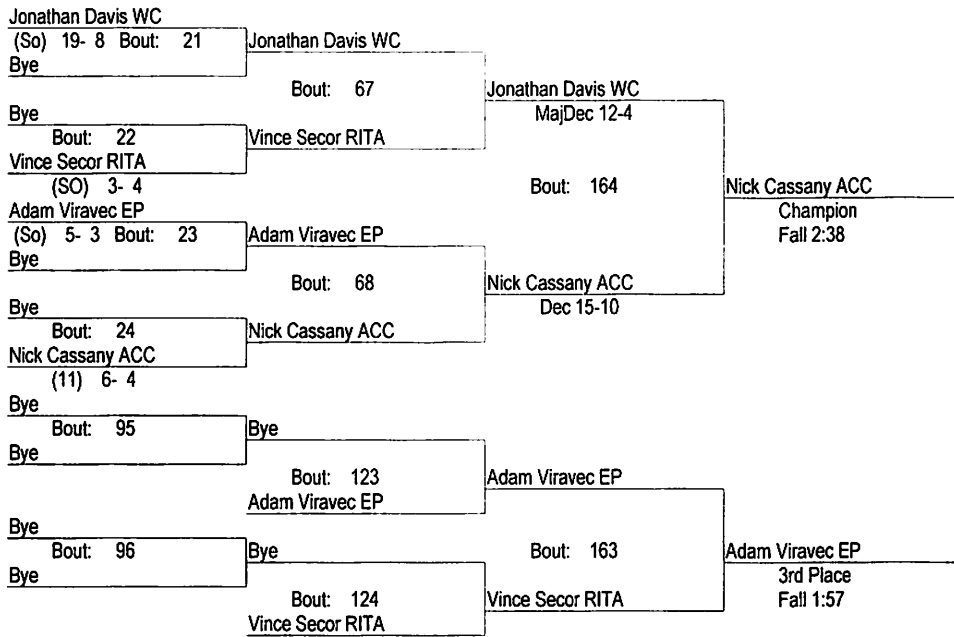 Jonathan Davis WC
(So) 19- 8 Bout: 21
Bye
Jonathan Davis WC
Bout: 67
Bye
Bout: 22
Vince Secor RITA
(SO) 3- 4
Vince Secor RITA
Jonathan Davis WC
MajDec 12-4
Bout: 164
Adam Viravec EP
(So) 5- 3 Bout: 23
Bye
Adam Viravec EP
Bout: 68
Bye
Bout: 24
Nick Cassany ACC
(11) 6- 4
Nick Cassany ACC
Nick Cassany ACC
Dec 15-10
Nick Cassany ACC
Champion
Fall 2:38
Bye
Bout: 95
Bye
Bye
Bout: 123
Adam Viravec EP
Adam Viravec EP
Bye
Bout: 96
Bye
Bye
Bout: 124
Vince Secor RITA
Bout: 163
Vince Secor RITA
Adam Viravec EP
3rd Place
Fall 1:57